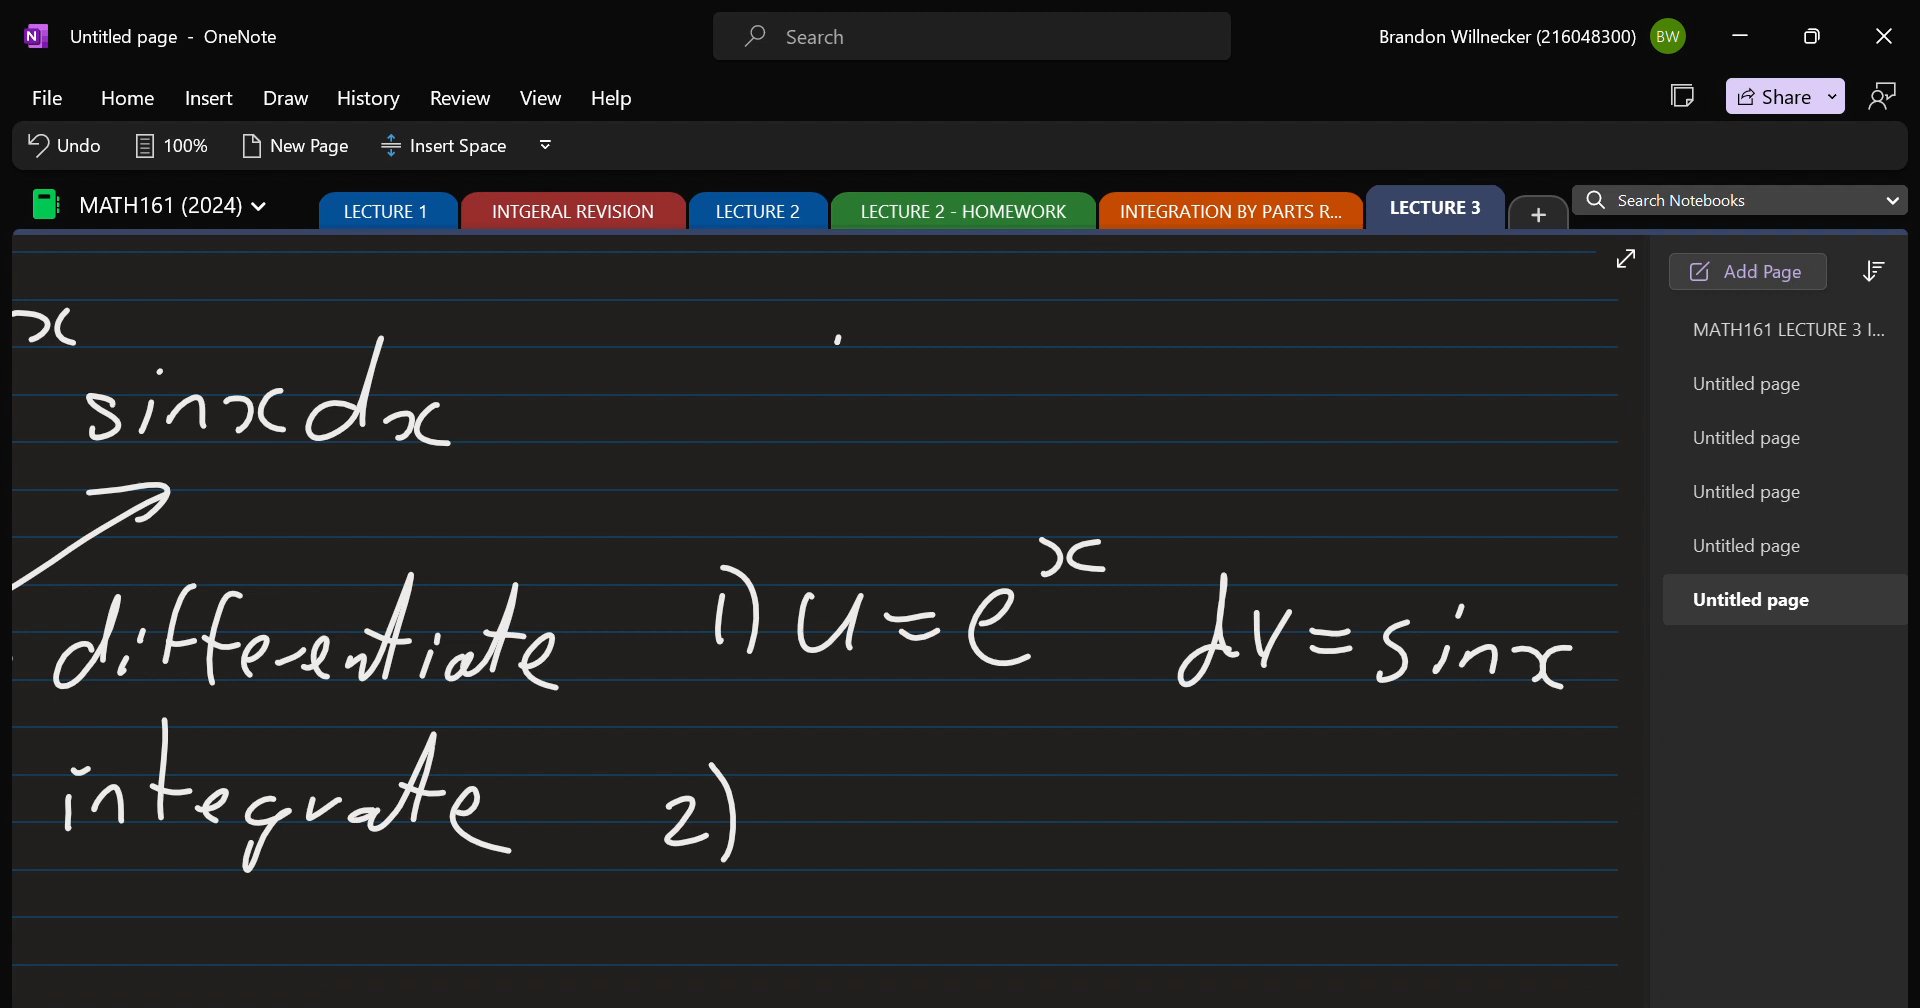 Untitled page - OneNote
Search
Brandon Willnecker (216048300) BW
File Home Insert Draw History Review View Help
Share
Undo 100% New Page Insert Space
MATH161 (2024)
LECTURE 1 INTGERAL REVISION LECTURE 2 LECTURE 2 - HOMEWORK INTEGRATION BY PARTS R... LECTURE 3 +
Search Notebooks
Add Page
MATH161 LECTURE 3 I...
Untitled page
Untitled page
Untitled page
Untitled page
Untitled page
x
sinx dx
differentiate 1) u = e^x dv = sinx
integrate 2)